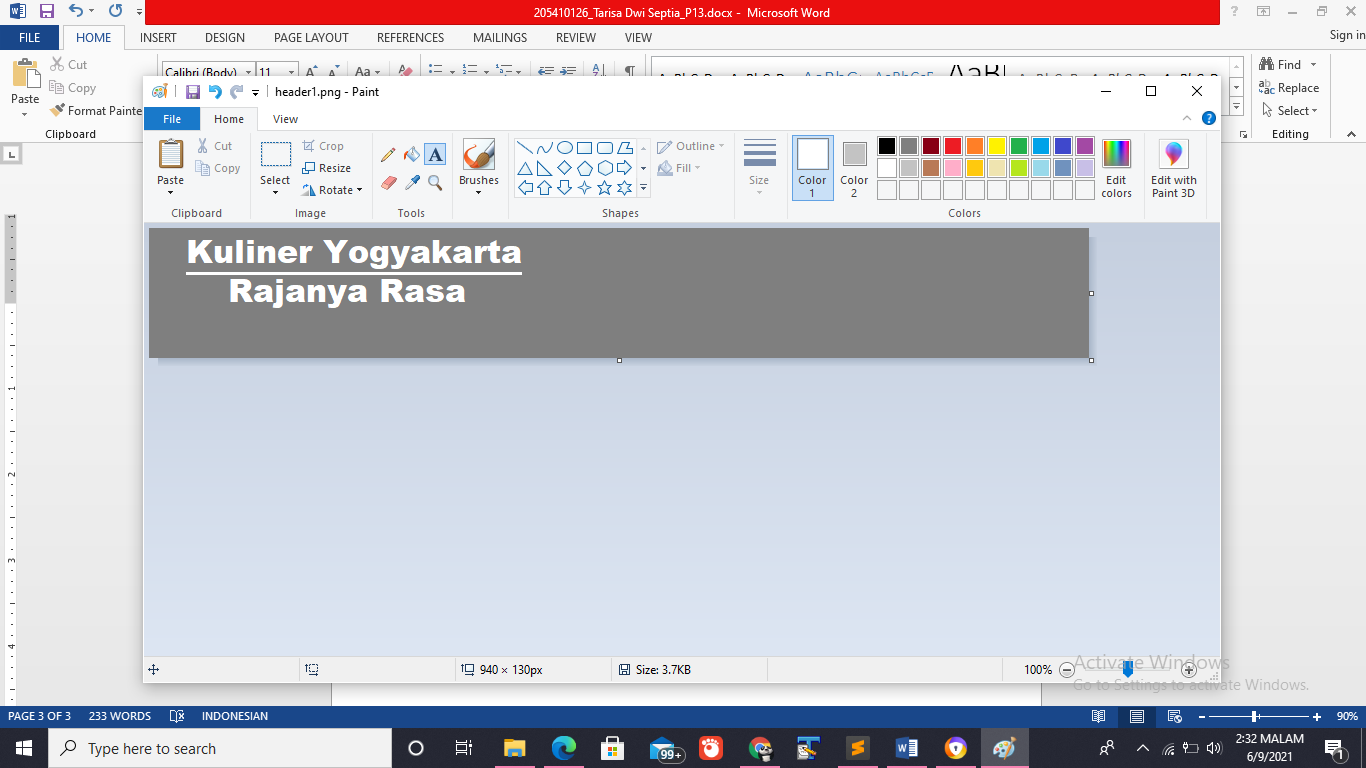 205410126_Tarisa Dwi Septia_P13.docx - Microsoft Word
FILE HOME INSERT DESIGN PAGE LAYOUT REFERENCES MAILINGS REVIEW VIEW Sign in
Cut
Copy
Format Painte
Paste
Clipboard
Calibri (Body) 11
Find
Replace
Select
Editing
header1.png - Paint
File Home View
Paste
Cut
Copy
Clipboard
Select
Crop
Resize
Rotate
Image
A
Tools
Brushes
Shapes
Outline
Fill
Size
Color 1
Color 2
Colors
Edit colors
Edit with Paint 3D
Kuliner Yogyakarta
Rajanya Rasa
940 × 130px
Size: 3.7KB
100%
Activate Windows
Go to Settings to activate Windows.
PAGE 3 OF 3 233 WORDS INDONESIAN 90%
Type here to search
99+
2:32 MALAM
6/9/2021
1